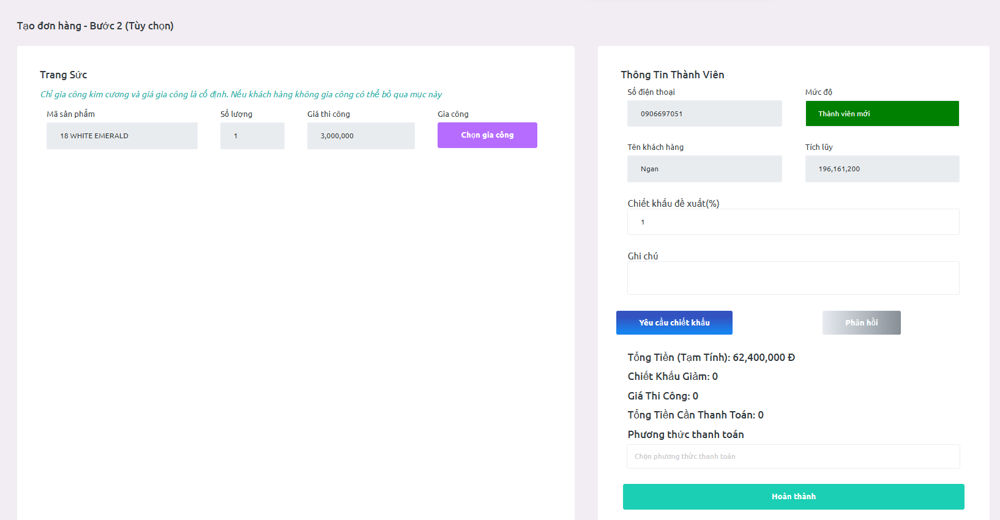 Tạo đơn hàng - Bước 2 (Tùy chọn)
Trang Sức
Chỉ gia công kim cương và giá gia công là cố định. Nếu khách hàng không gia công có thể bỏ qua mục này
Mã sản phẩm
Số lượng
Giá thi công
Gia công
18 WHITE EMERALD
1
3,000,000
Chọn gia công
Thông Tin Thành Viên
Số điện thoại
Mức độ
0906697051
Thành viên mới
Tên khách hàng
Tích lũy
Ngan
196,161,200
Chiết khấu đề xuất(%)
1
Ghi chú
Yêu cầu chiết khấu
Phản hồi
Tổng Tiền (Tạm Tính): 62,400,000 Đ
Chiết Khấu Giảm: 0
Giá Thi Công: 0
Tổng Tiền Cần Thanh Toán: 0
Phương thức thanh toán
Chọn phương thức thanh toán
Hoàn thành